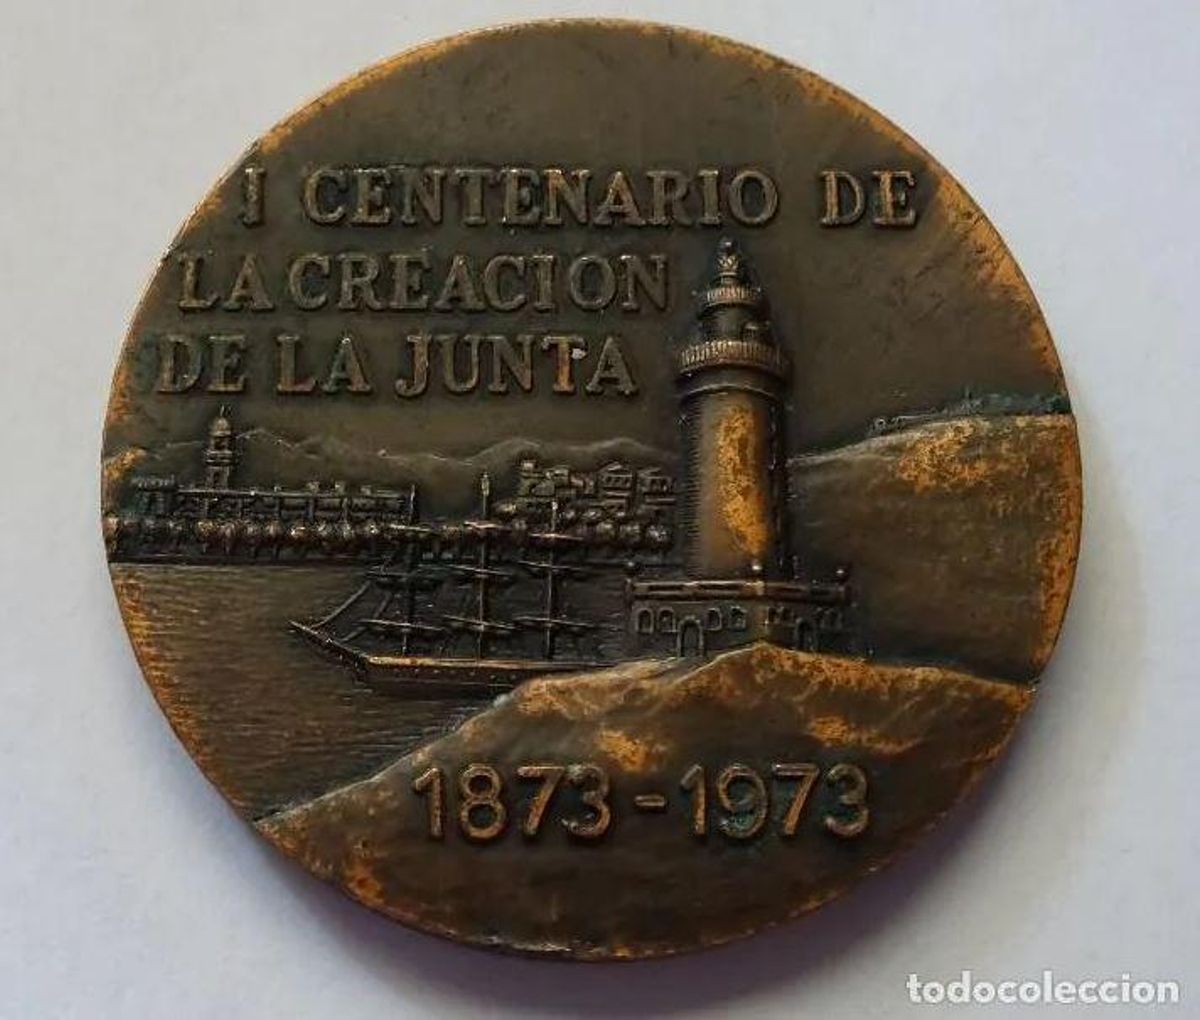 I CENTENARIO DE
LA CREACION
DE LA JUNTA
1873-1973
todocoleccion